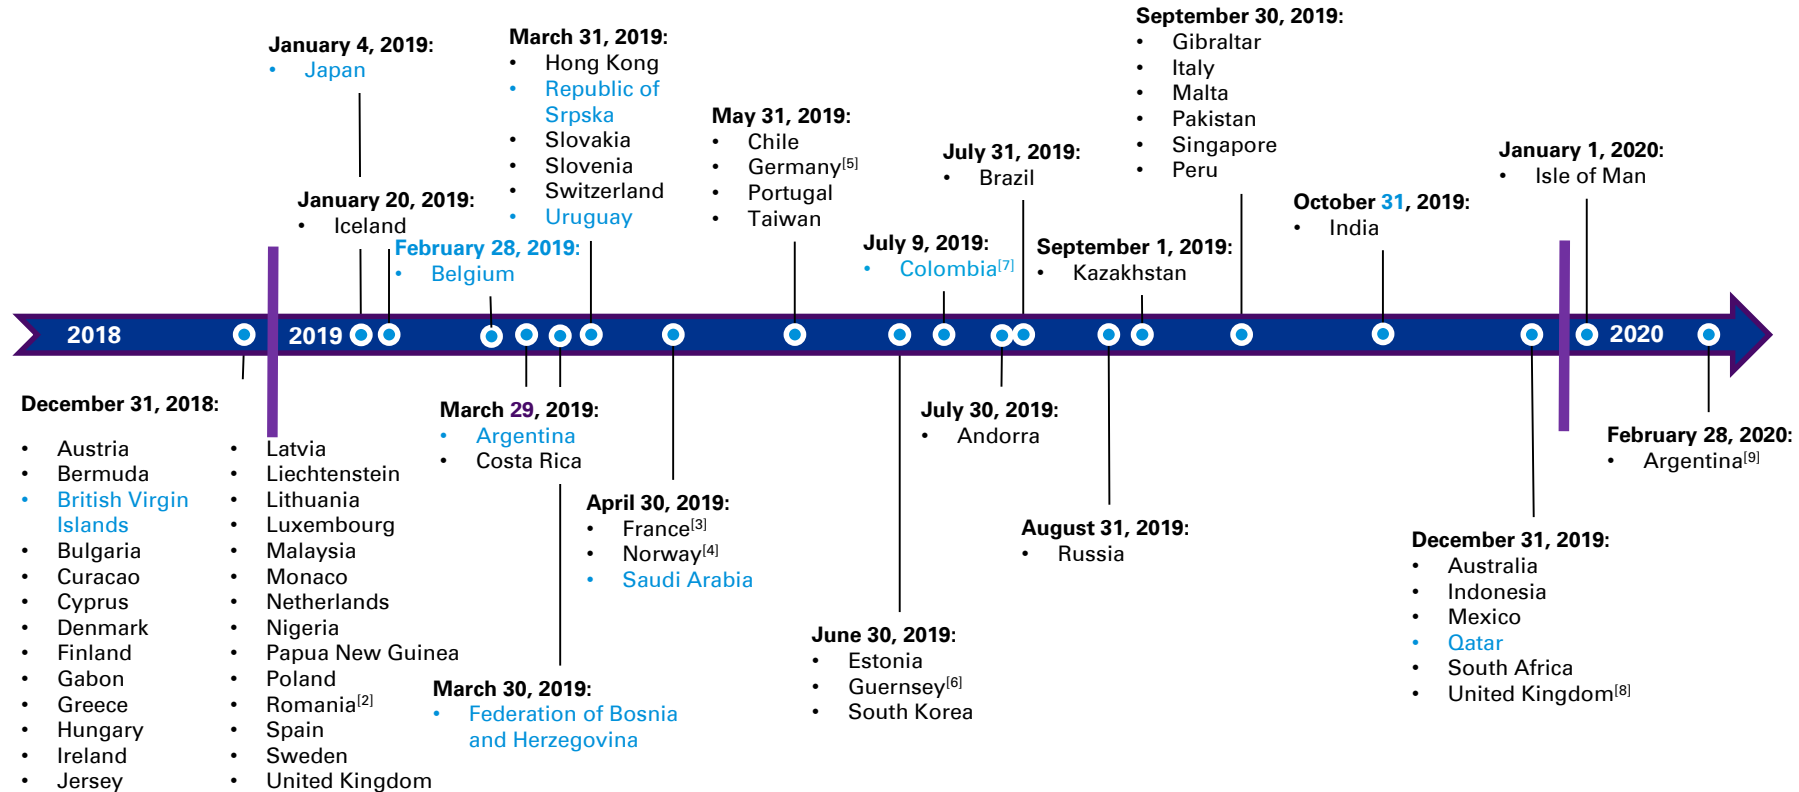 January 4, 2019:
• Japan
January 20, 2019:
• Iceland
February 28, 2019:
• Belgium
March 31, 2019:
• Hong Kong
• Republic of
Srpska
• Slovakia
• Slovenia
• Switzerland
• Uruguay
May 31, 2019:
• Chile
• Germany[5]
• Portugal
• Taiwan
July 9, 2019:
• Colombia[7]
July 31, 2019:
• Brazil
September 1, 2019:
• Kazakhstan
September 30, 2019:
• Gibraltar
• Italy
• Malta
• Pakistan
• Singapore
• Peru
October 31, 2019:
• India
January 1, 2020:
• Isle of Man
2018
2019
2020
December 31, 2018:
• Austria
• Bermuda
• British Virgin
Islands
• Bulgaria
• Curacao
• Cyprus
• Denmark
• Finland
• Gabon
• Greece
• Hungary
• Ireland
• Jersey
• Latvia
• Liechtenstein
• Lithuania
• Luxembourg
• Malaysia
• Monaco
• Netherlands
• Nigeria
• Papua New Guinea
• Poland
• Romania[2]
• Spain
• Sweden
• United Kingdom
March 29, 2019:
• Argentina
• Costa Rica
March 30, 2019:
• Federation of Bosnia
and Herzegovina
April 30, 2019:
• France[3]
• Norway[4]
• Saudi Arabia
June 30, 2019:
• Estonia
• Guernsey[6]
• South Korea
July 30, 2019:
• Andorra
August 31, 2019:
• Russia
December 31, 2019:
• Australia
• Indonesia
• Mexico
• Qatar
• South Africa
• United Kingdom[8]
February 28, 2020:
• Argentina[9]